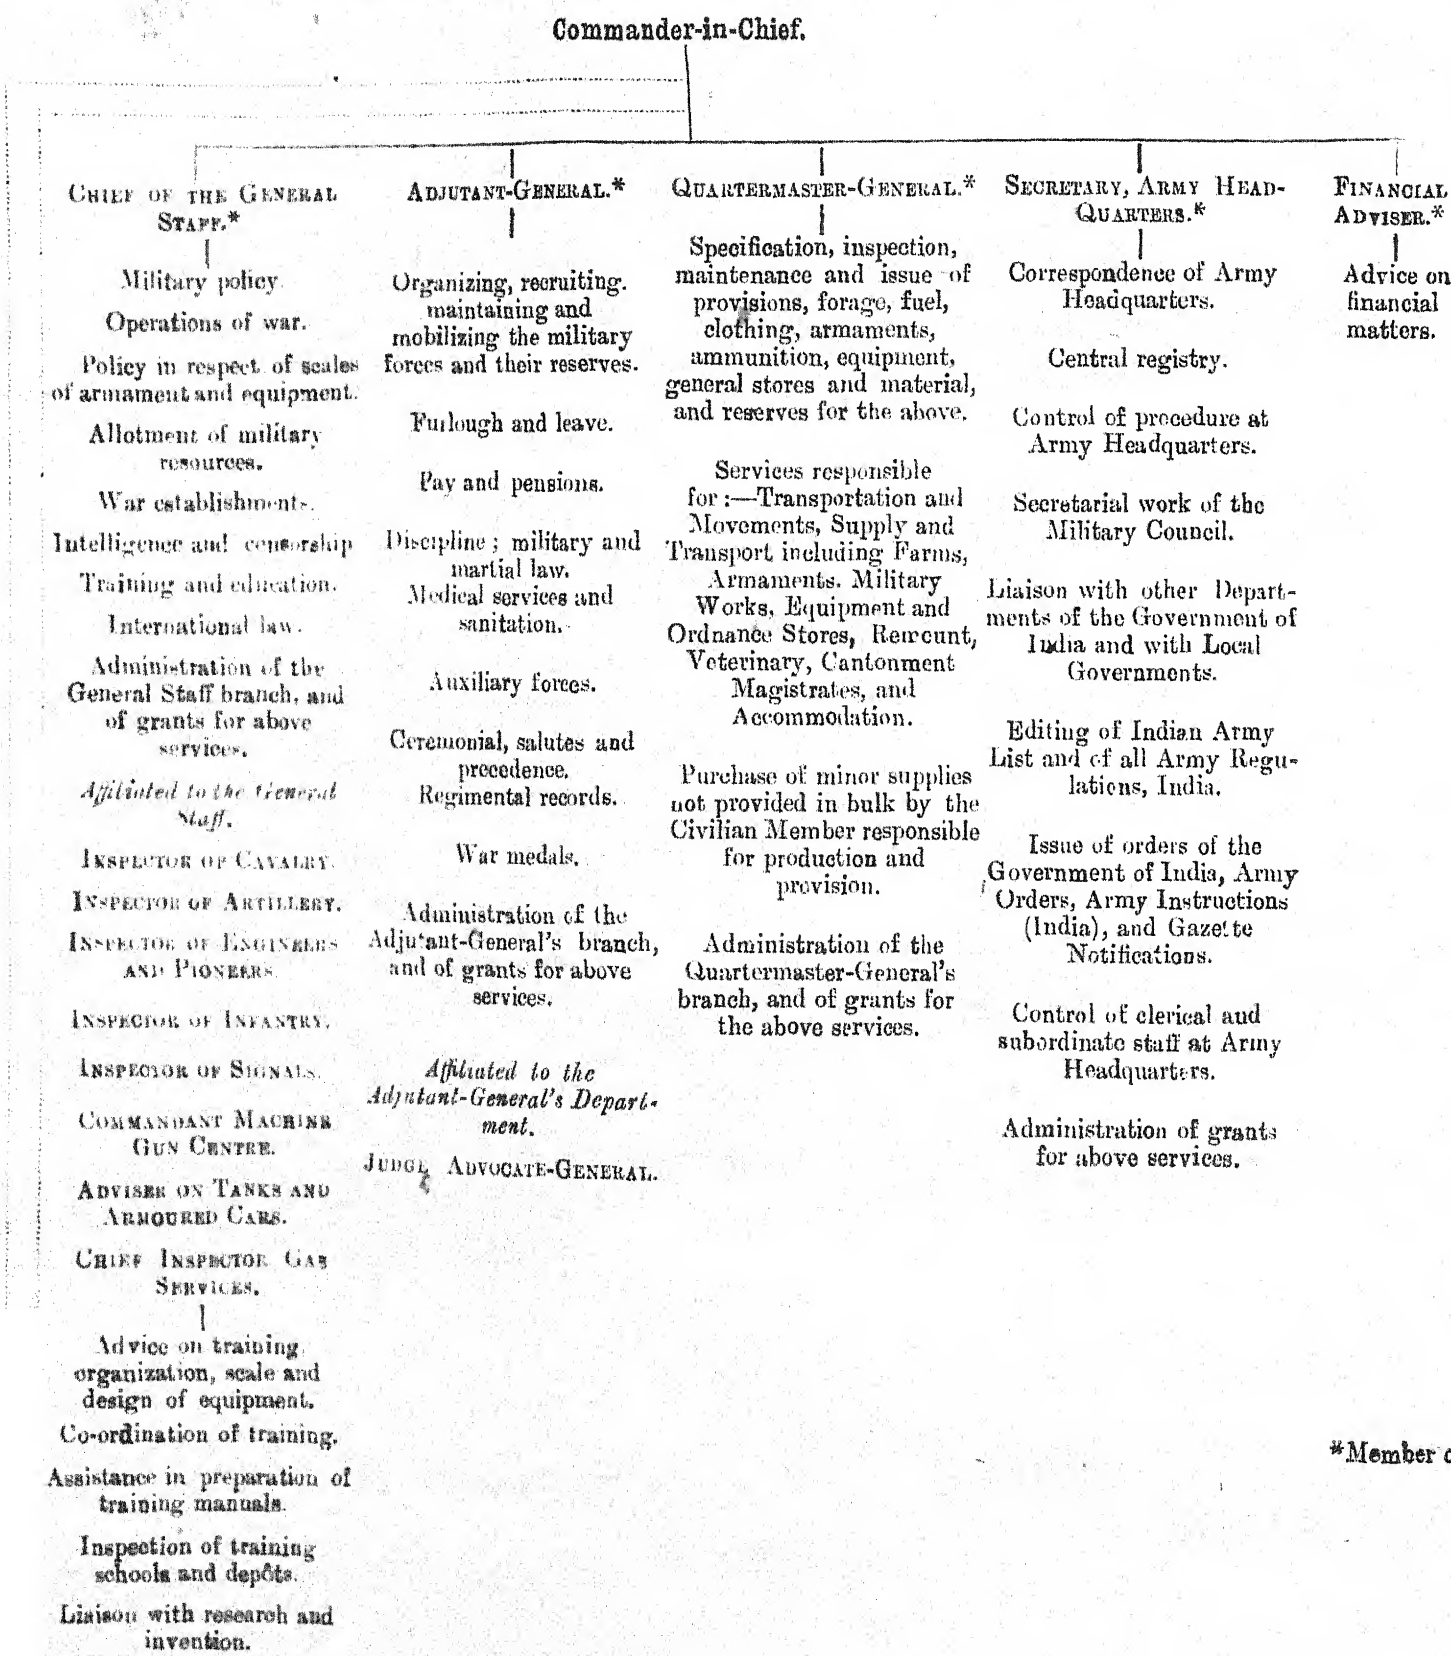 Commander-in-Chief.
CHIEF OF THE GENERAL
STAFF.*
Military policy.
Operations of war.
Policy in respect of scales
of armament and equipment.
Allotment of military
resources.
War establishments.
Intelligence and censorship
Training and education.
International law.
Administration of the
General Staff branch, and
of grants for above
services.
Affiliated to the General
Staff.
INSPECTOR OF CAVALRY.
INSPECTOR OF ARTILLERY.
INSPECTOR OF ENGINEERS
AND PIONEERS.
INSPECTOR OF INFANTRY.
INSPECTOR OF SIGNALS.
COMMANDANT MACHINE
GUN CENTRE.
ADVISER ON TANKS AND
ARMOURED CARS.
CHIEF INSPECTOR GAS
SERVICES.
Advice on training,
organization, scale and
design of equipment.
Co-ordination of training.
Assistance in preparation of
training manuals.
Inspection of training
schools and depôts.
Liaison with research and
invention.
ADJUTANT-GENERAL.*
Organizing, recruiting.
maintaining and
mobilizing the military
forces and their reserves.
Furlough and leave.
Pay and pensions.
Discipline; military and
martial law.
Medical services and
sanitation.
Auxiliary forces.
Ceremonial, salutes and
precedence.
Regimental records.
War medals.
Administration of the
Adjutant-General's branch,
and of grants for above
services.
Affiliated to the
Adjutant-General's Depart-
ment.
JUDGE ADVOCATE-GENERAL.
QUARTERMASTER-GENERAL.*
Specification, inspection,
maintenance and issue of
provisions, forage, fuel,
clothing, armaments,
ammunition, equipment,
general stores and material,
and reserves for the above.
Services responsible
for:—Transportation and
Movements, Supply and
Transport including Farms,
Armaments. Military
Works, Equipment and
Ordnance Stores, Remount,
Veterinary, Cantonment
Magistrates, and
Accommodation.
Purchase of minor supplies
not provided in bulk by the
Civilian Member responsible
for production and
provision.
Administration of the
Quartermaster-General's
branch, and of grants for
the above services.
SECRETARY, ARMY HEAD-
QUARTERS.*
Correspondence of Army
Headquarters.
Central registry.
Control of procedure at
Army Headquarters.
Secretarial work of the
Military Council.
Liaison with other Depart-
ments of the Government of
India and with Local
Governments.
Editing of Indian Army
List and of all Army Regu-
lations, India.
Issue of orders of the
Government of India, Army
Orders, Army Instructions
(India), and Gazette
Notifications.
Control of clerical and
subordinate staff at Army
Headquarters.
Administration of grants
for above services.
FINANCIAL
ADVISER.*
Advice on
financial
matters.
*Member